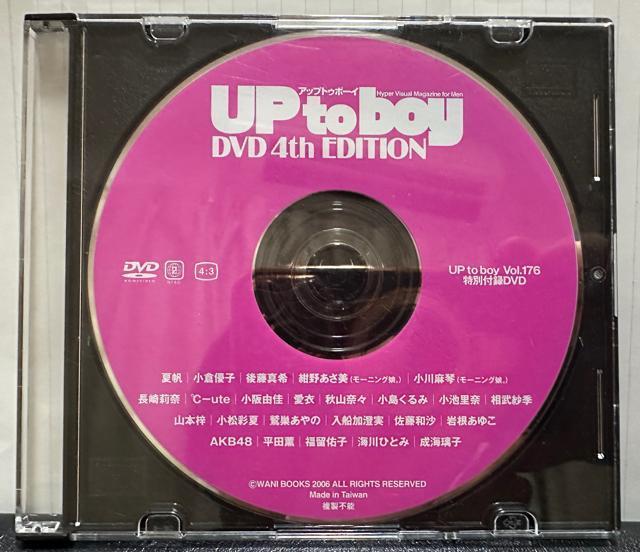 アップトゥボーイ Hyper Visual Magazine for Men
UP to boy
DVD 4th EDITION
DVD 2 4:3
VIDEO NTSC
UP to boy Vol.176
特別付録DVD
夏帆｜小倉優子｜後藤真希｜紺野あさ美(モーニング娘。)｜小川麻琴(モーニング娘。)
長崎莉奈｜℃-ute｜小阪由佳｜愛衣｜秋山奈々｜小島くるみ｜小池里奈｜相武紗季
山本梓｜小松彩夏｜鷲巣あやの｜入船加澄実｜佐藤和沙｜岩根あゆこ
AKB48｜平田薫｜福留佑子｜海川ひとみ｜成海璃子
©WANI BOOKS 2006 ALL RIGHTS RESERVED
Made in Taiwan
複製不能